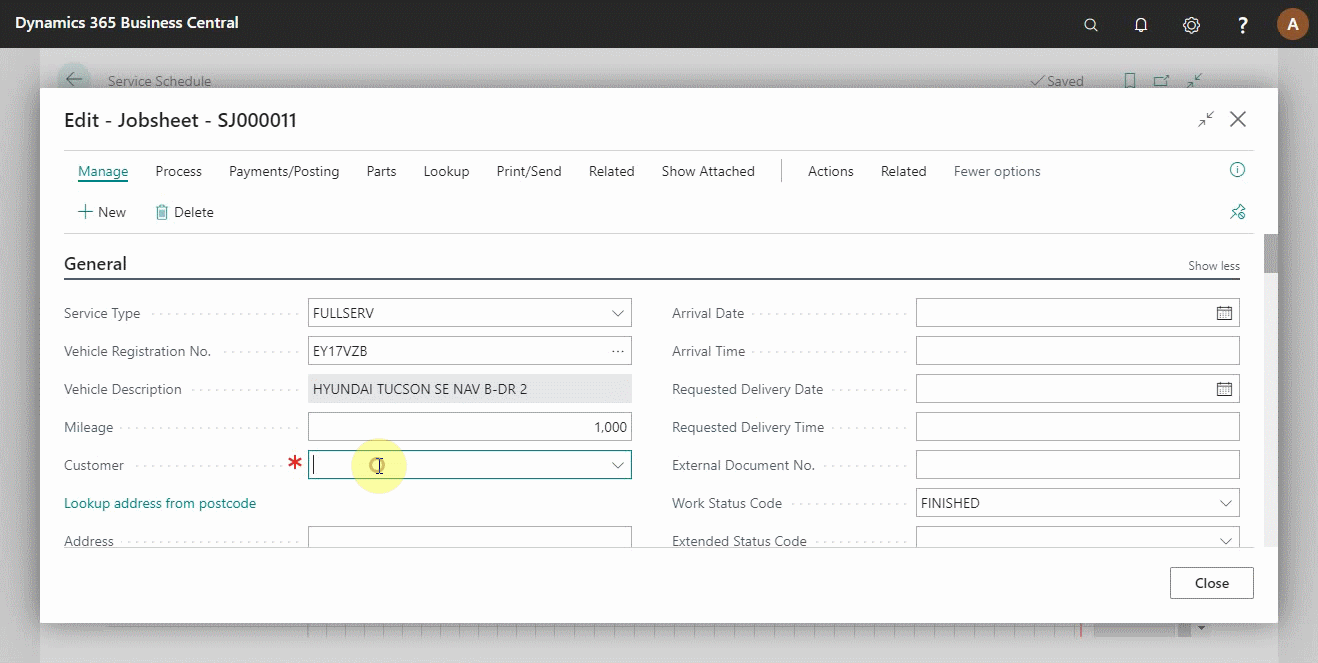 Dynamics 365 Business Central
? A
Service Schedule Saved
Edit - Jobsheet - SJ000011
Manage Process Payments/Posting Parts Lookup Print/Send Related Show Attached Actions Related Fewer options
New Delete
General Show less
Service Type FULLSERV Arrival Date
Vehicle Registration No. EY17VZB ... Arrival Time
Vehicle Description HYUNDAI TUCSON SE NAV B-DR 2 Requested Delivery Date
Mileage 1,000 Requested Delivery Time
Customer * External Document No.
Lookup address from postcode Work Status Code FINISHED
Address Extended Status Code
Close